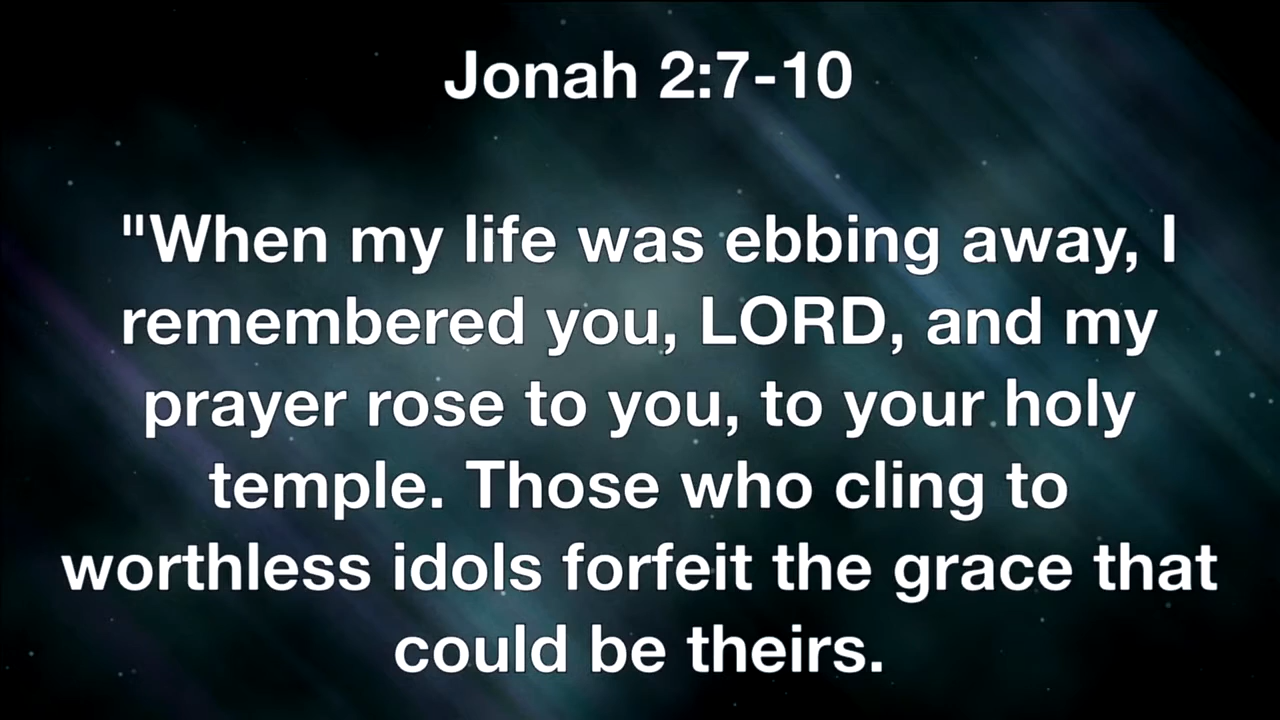 Jonah 2:7-10
"When my life was ebbing away, I
remembered you, LORD, and my
prayer rose to you, to your holy
temple. Those who cling to
worthless idols forfeit the grace that
could be theirs.